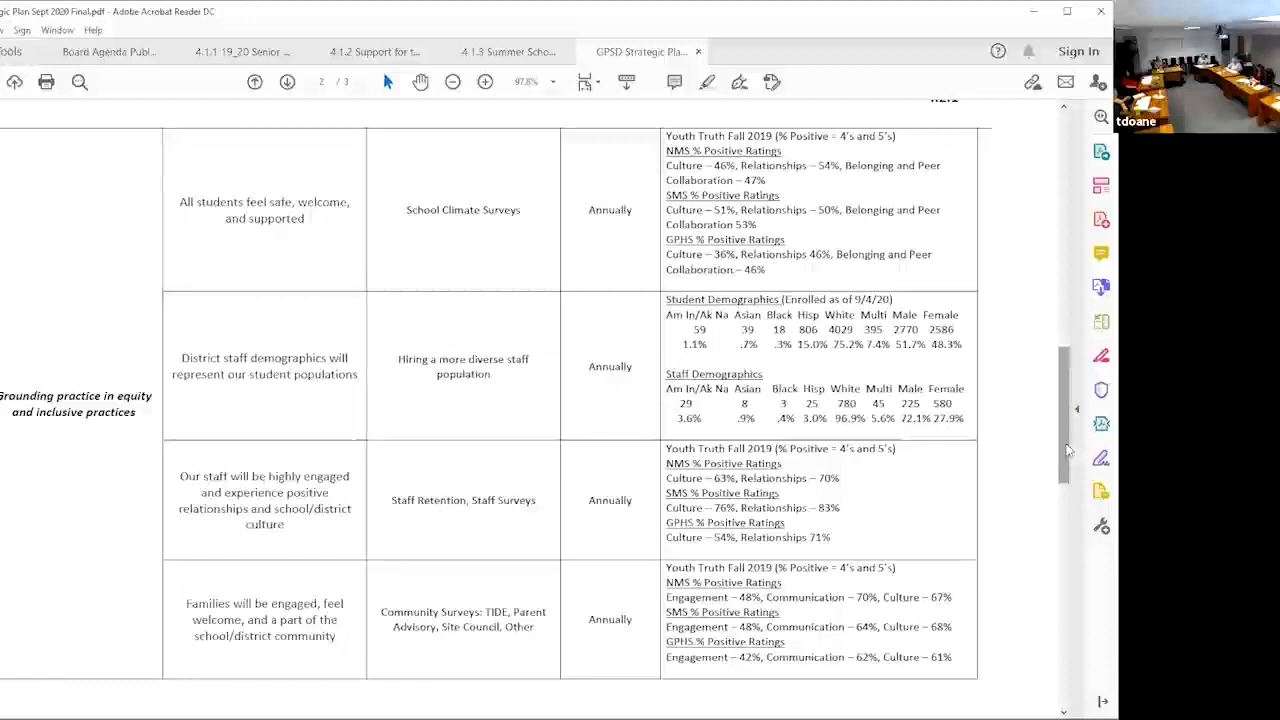 gic Plan Sept 2020 Final.pdf - Adobe Acrobat Reader DC
Sign Window Help
Tools
Board Agenda Publ...
4.1.1 19_20 Senior ...
4.1.2 Support for t...
4.1.3 Summer Scho...
GPSD Strategic Pla...
Sign In
2 / 3
97.8%
tdoane
All students feel safe, welcome,
and supported
School Climate Surveys
Annually
Youth Truth Fall 2019 (% Positive = 4's and 5's)
NMS % Positive Ratings
Culture – 46%, Relationships – 54%, Belonging and Peer
Collaboration – 47%
SMS % Positive Ratings
Culture – 51%, Relationships – 50%, Belonging and Peer
Collaboration 53%
GPHS % Positive Ratings
Culture – 36%, Relationships 46%, Belonging and Peer
Collaboration – 46%
Grounding practice in equity
and inclusive practices
District staff demographics will
represent our student populations
Hiring a more diverse staff
population
Annually
Student Demographics (Enrolled as of 9/4/20)
Am In/Ak Na Asian Black Hisp White Multi Male Female
59 39 18 806 4029 395 2770 2586
1.1% .7% .3% 15.0% 75.2% 7.4% 51.7% 48.3%
Staff Demographics
Am In/Ak Na Asian Black Hisp White Multi Male Female
29 8 3 25 780 45 225 580
3.6% .9% .4% 3.0% 96.9% 5.6% 72.1% 27.9%
Our staff will be highly engaged
and experience positive
relationships and school/district
culture
Staff Retention, Staff Surveys
Annually
Youth Truth Fall 2019 (% Positive = 4's and 5's)
NMS % Positive Ratings
Culture – 63%, Relationships – 70%
SMS % Positive Ratings
Culture – 76%, Relationships – 83%
GPHS % Positive Ratings
Culture – 54%, Relationships 71%
Families will be engaged, feel
welcome, and a part of the
school/district community
Community Surveys: TIDE, Parent
Advisory, Site Council, Other
Annually
Youth Truth Fall 2019 (% Positive = 4's and 5's)
NMS % Positive Ratings
Engagement – 48%, Communication – 70%, Culture – 67%
SMS % Positive Ratings
Engagement – 48%, Communication – 64%, Culture – 68%
GPHS % Positive Ratings
Engagement – 42%, Communication – 62%, Culture – 61%